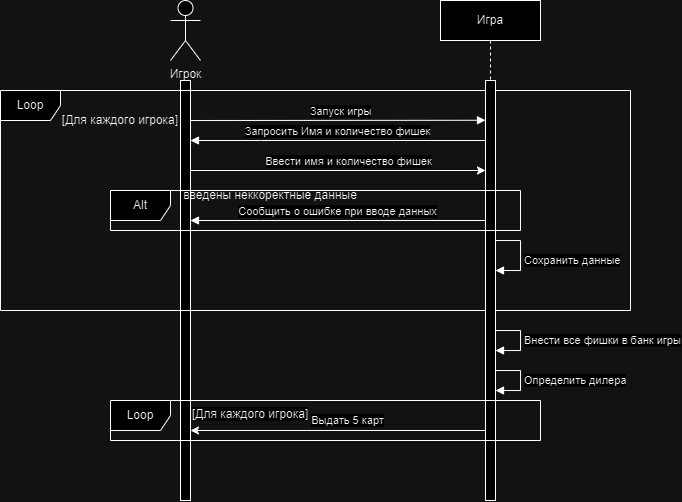 Игра
Игрок
Loop
[Для каждого игрока]
Запуск игры
Запросить Имя и количество фишек
Ввести имя и количество фишек
Alt
введены неккоректные данные
Сообщить о ошибке при вводе данных
Сохранить данные
Внести все фишки в банк игры
Определить дилера
Loop
[Для каждого игрока]
Выдать 5 карт